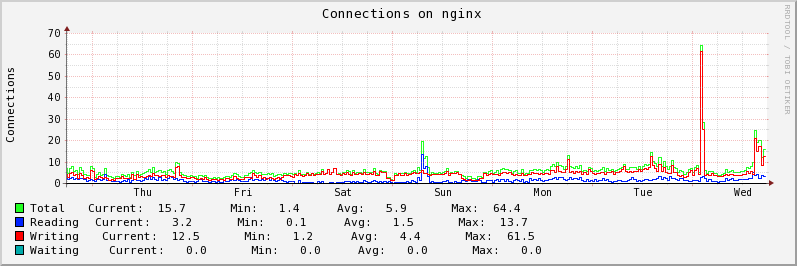 Connections on nginx
RRDTOOL / TOBI OETIKER
Connections
70
60
50
40
30
20
10
0
Thu Fri Sat Sun Mon Tue Wed
Total Current: 15.7 Min: 1.4 Avg: 5.9 Max: 64.4
Reading Current: 3.2 Min: 0.1 Avg: 1.5 Max: 13.7
Writing Current: 12.5 Min: 1.2 Avg: 4.4 Max: 61.5
Waiting Current: 0.0 Min: 0.0 Avg: 0.0 Max: 0.0